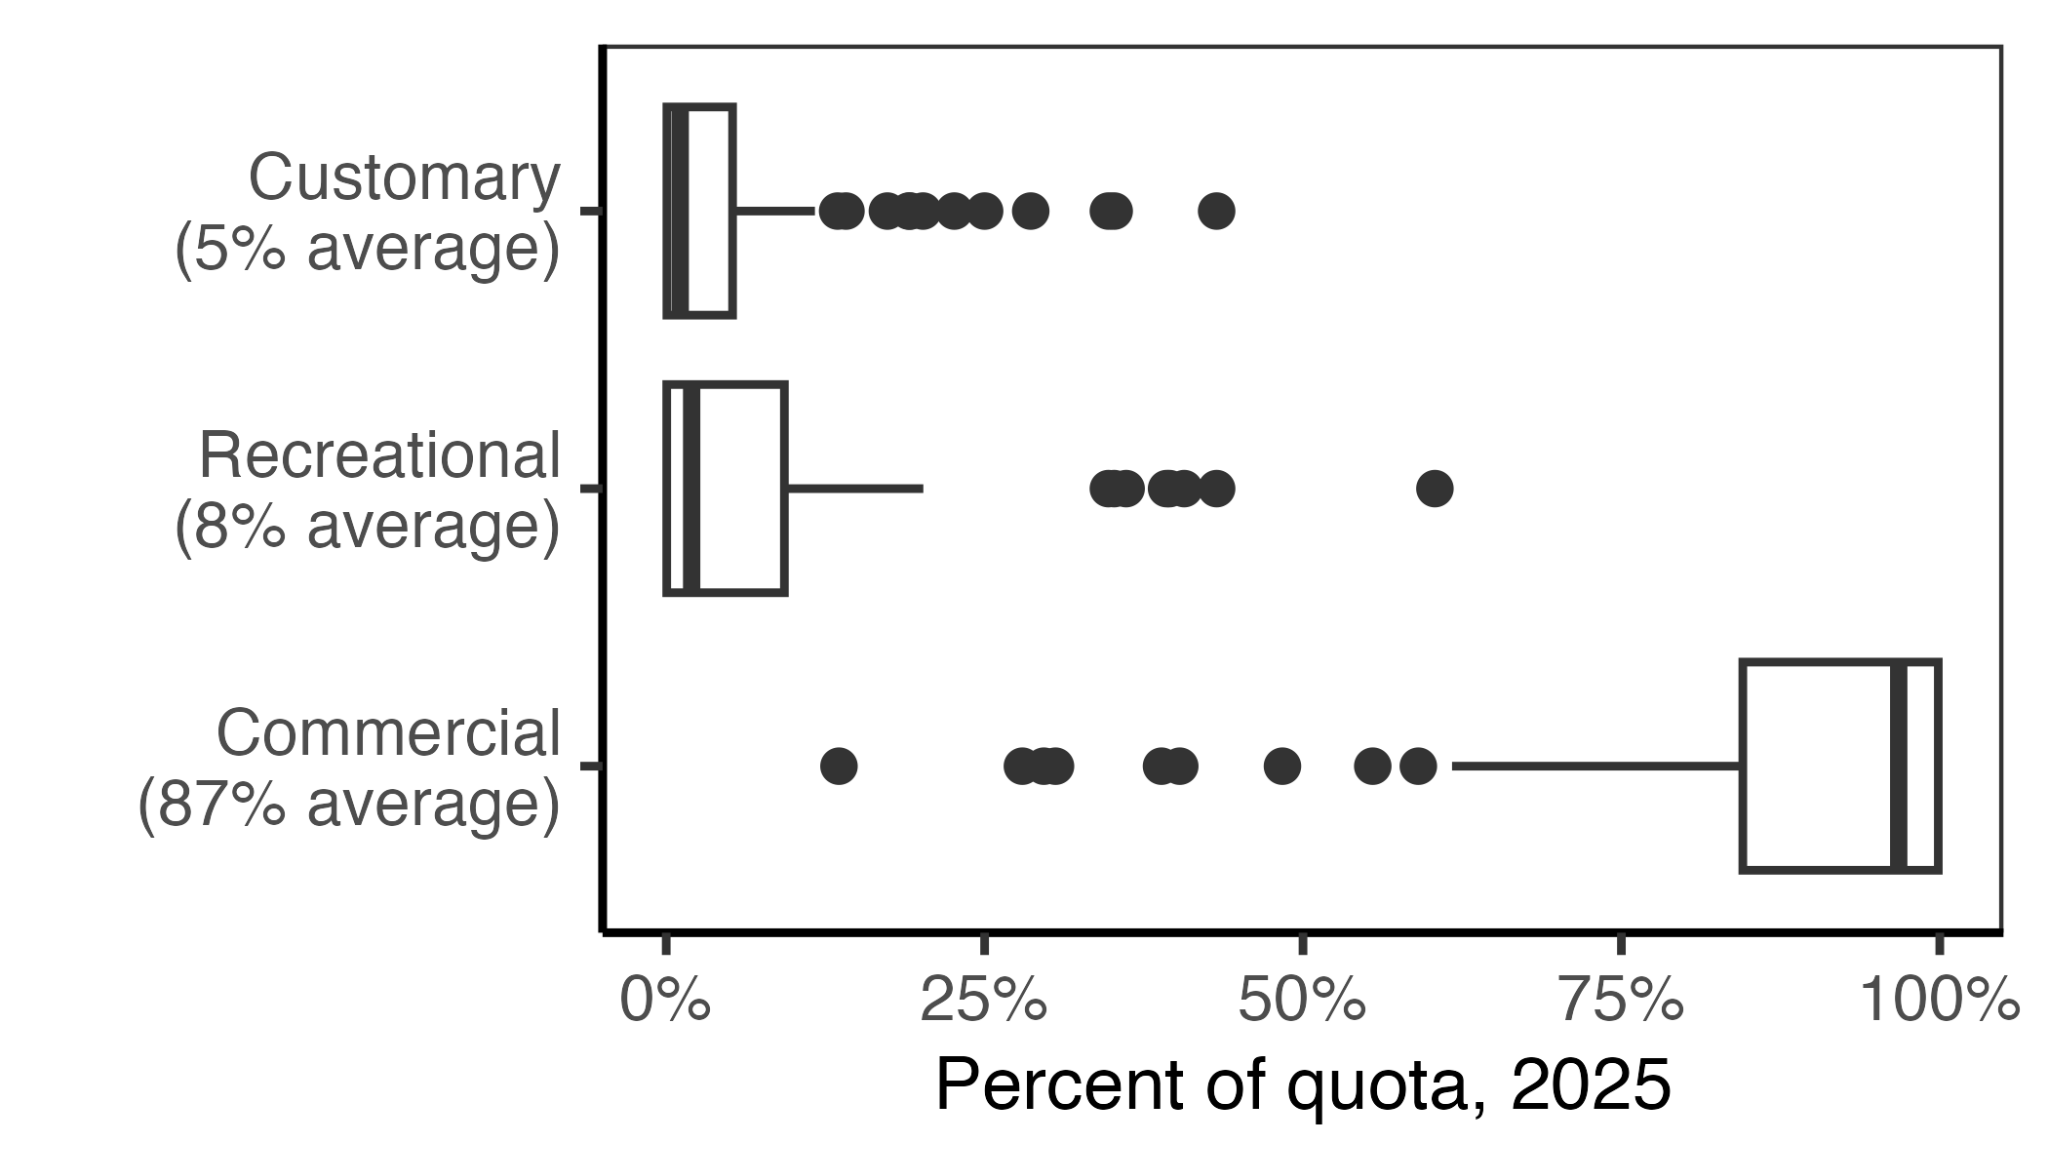 Customary
(5% average)
Recreational
(8% average)
Commercial
(87% average)
0% 25% 50% 75% 100%
Percent of quota, 2025